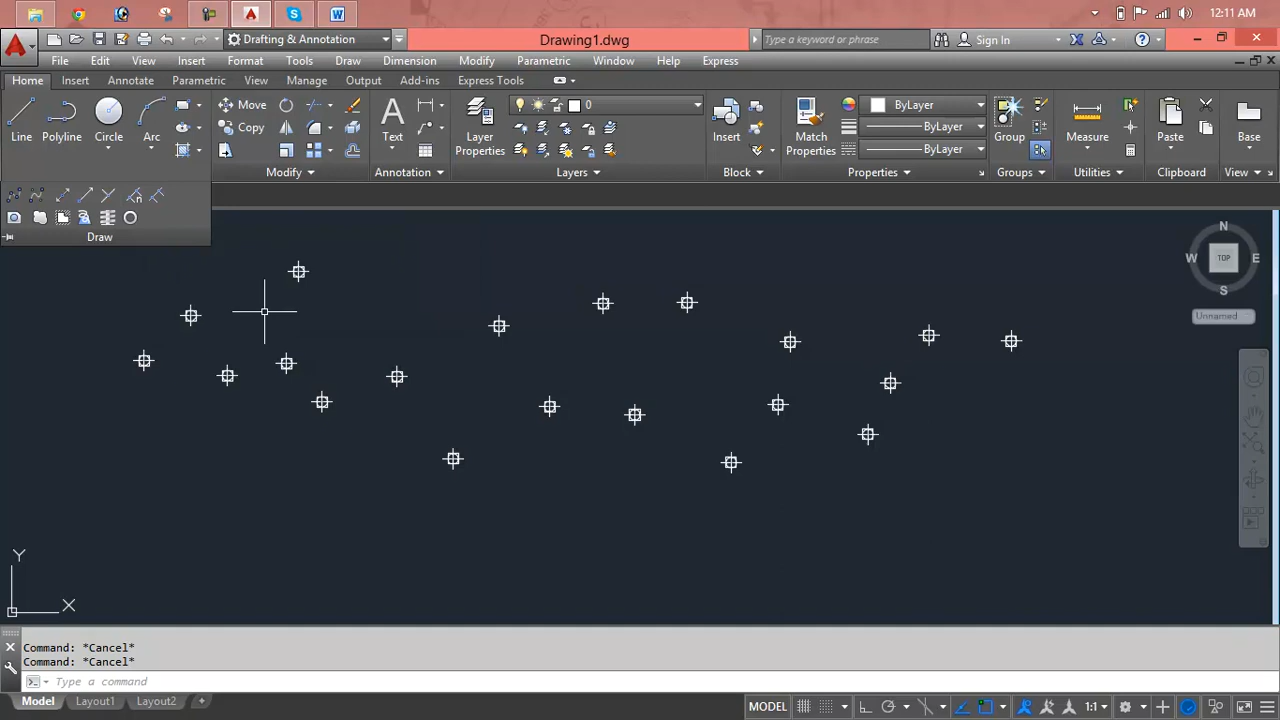 12:11 AM
Drafting & Annotation
Drawing1.dwg
Type a keyword or phrase
Sign In
File Edit View Insert Format Tools Draw Dimension Modify Parametric Window Help Express
Home Insert Annotate Parametric View Manage Output Add-ins Express Tools
Move
0
ByLayer
Copy
ByLayer
Line Polyline Circle Arc
Text
Layer
Properties
Insert
Match
Properties
Group
Measure
Paste
Base
ByLayer
Modify
Annotation
Layers
Block
Properties
Groups
Utilities
Clipboard
View
Draw
N
W TOP E
S
Unnamed
Y
X
Command: *Cancel*
Command: *Cancel*
Type a command
Model Layout1 Layout2 +
MODEL
1:1